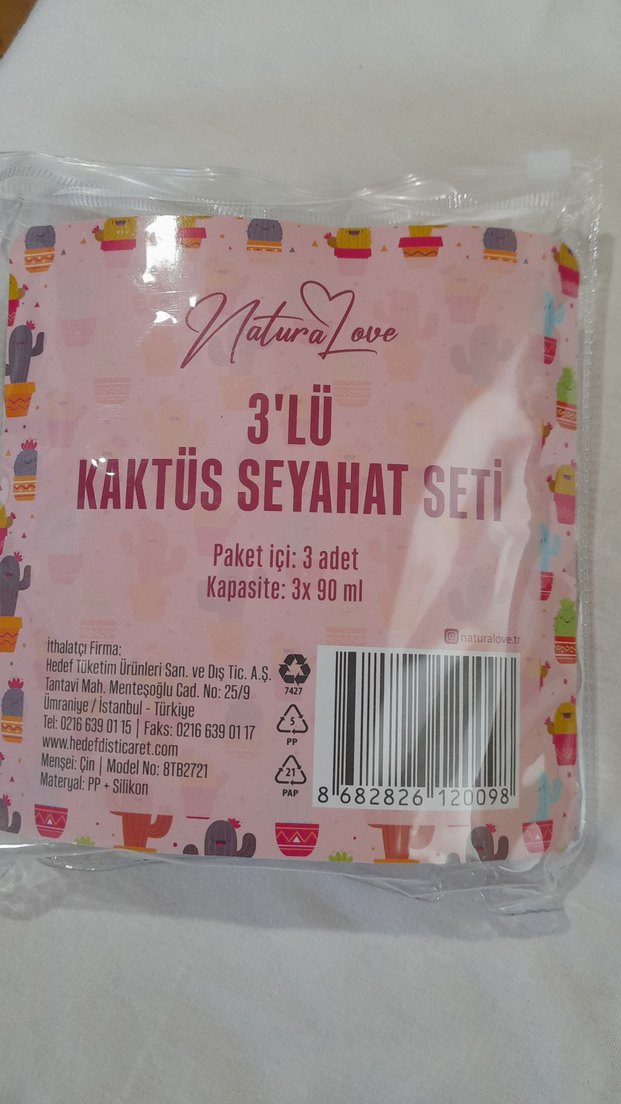 Natura Love
3'LÜ
KAKTÜS SEYAHAT SETİ
Paket içi: 3 adet
Kapasite: 3x 90 ml
naturalove.tr
İthalatçı Firma:
Hedef Tüketim Ürünleri San. ve Dış Tic. A.Ş.
Tantavi Mah. Menteşoğlu Cad. No: 25/9
Ümraniye / İstanbul - Türkiye
Tel: 0216 639 01 15 | Faks: 0216 639 01 17
www.hedefdisticaret.com
Menşei: Çin | Model No: 8TB2721
Materyal: PP + Silikon
7427
5
PP
21
PAP
8 682826 120098